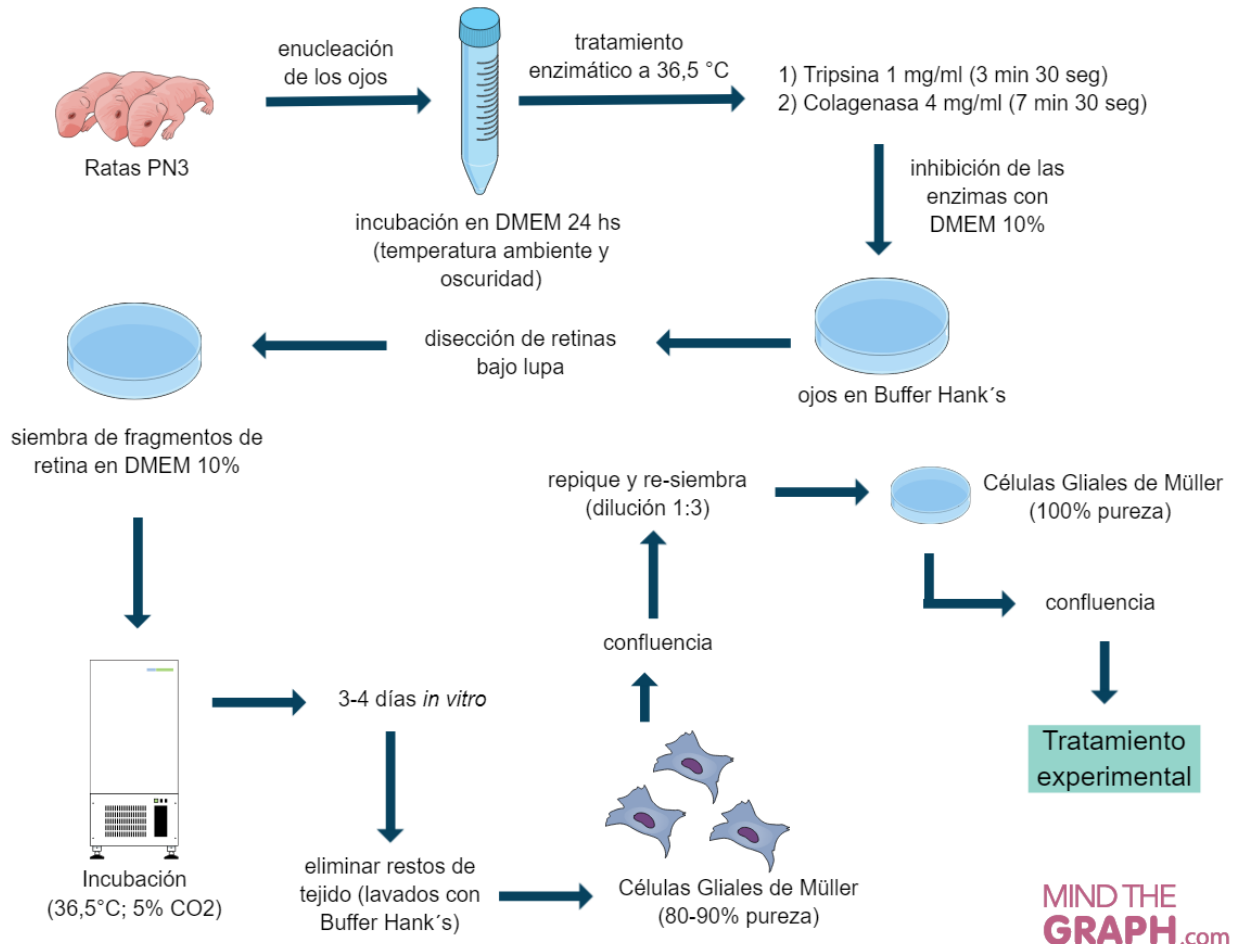 enucleación
de los ojos
tratamiento
enzimático a 36,5 °C
1) Tripsina 1 mg/ml (3 min 30 seg)
2) Colagenasa 4 mg/ml (7 min 30 seg)
Ratas PN3
incubación en DMEM 24 hs
(temperatura ambiente y
oscuridad)
inhibición de las
enzimas con
DMEM 10%
ojos en Buffer Hank´s
disección de retinas
bajo lupa
siembra de fragmentos de
retina en DMEM 10%
Incubación
(36,5°C; 5% CO2)
3-4 días in vitro
eliminar restos de
tejido (lavados con
Buffer Hank´s)
Células Gliales de Müller
(80-90% pureza)
confluencia
repique y re-siembra
(dilución 1:3)
Células Gliales de Müller
(100% pureza)
confluencia
Tratamiento
experimental
MIND THE
GRAPH.com